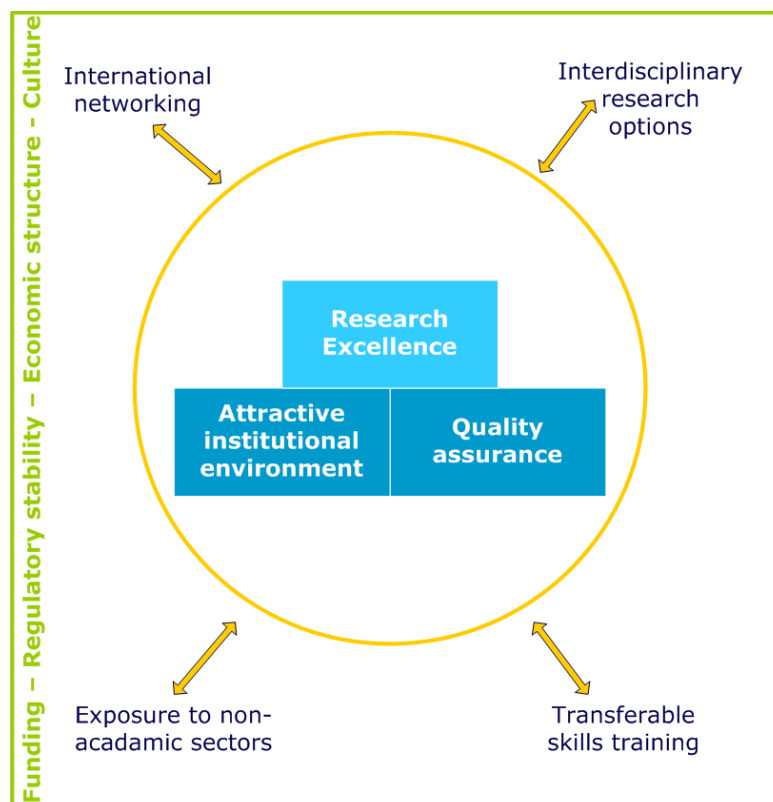 Funding – Regulatory stability – Economic structure - Culture
International
networking
Interdisciplinary
research
options
Research
Excellence
Attractive
institutional
environment
Quality
assurance
Exposure to non-
acadamic sectors
Transferable
skills training